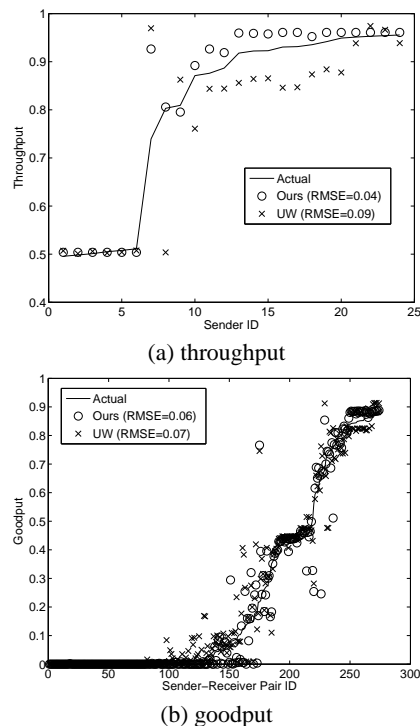 1
0.9
0.8
0.7
0.6
0.5
0.4
Throughput
Actual
Ours (RMSE=0.04)
UW (RMSE=0.09)
0 5 10 15 20 25
Sender ID
(a) throughput
1
0.9
0.8
0.7
0.6
0.5
0.4
0.3
0.2
0.1
0
Goodput
Actual
Ours (RMSE=0.06)
UW (RMSE=0.07)
0 50 100 150 200 250 300
Sender−Receiver Pair ID
(b) goodput